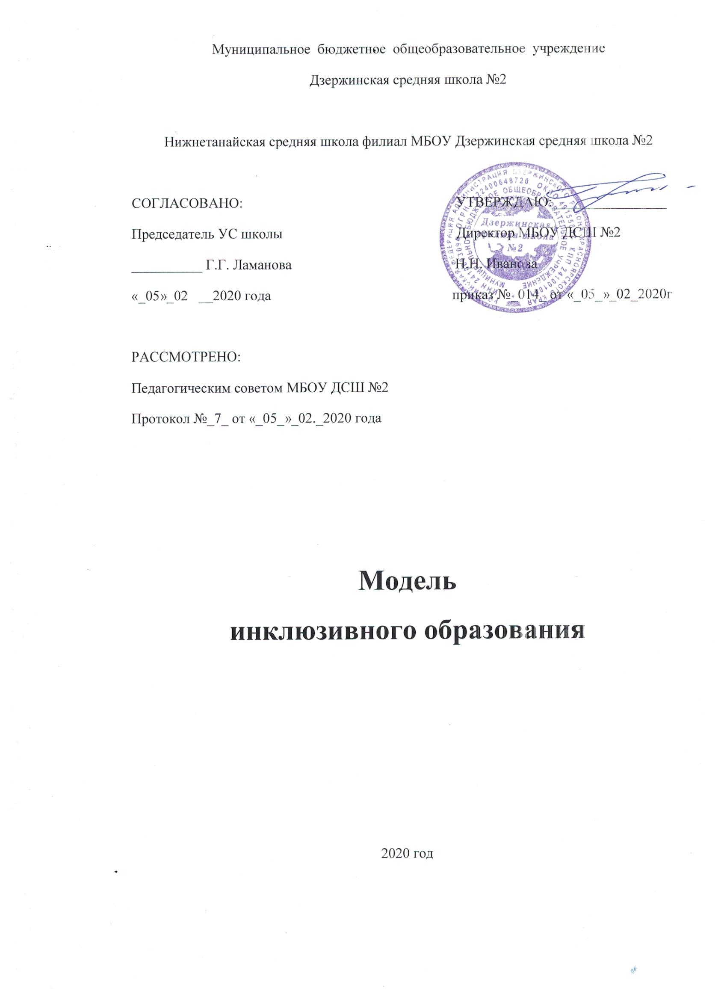 Муниципальное бюджетное общеобразовательное учреждение
Дзержинская средняя школа №2
Нижнетанайская средняя школа филиал МБОУ Дзержинская средняя школа №2
СОГЛАСОВАНО:
Председатель УС школы
___________ Г.Г. Ламанова
«_05»_02 __2020 года
УТВЕРЖДАЮ:________________
Директор МБОУ ДСШ №2
Н.Н. Иванова
приказ №_014_ от «_05_»_02_2020г
Дзержинская
средняя школа
№2
РАССМОТРЕНО:
Педагогическим советом МБОУ ДСШ №2
Протокол №_7_ от «_05_»_02._2020 года
Модель
инклюзивного образования
2020 год